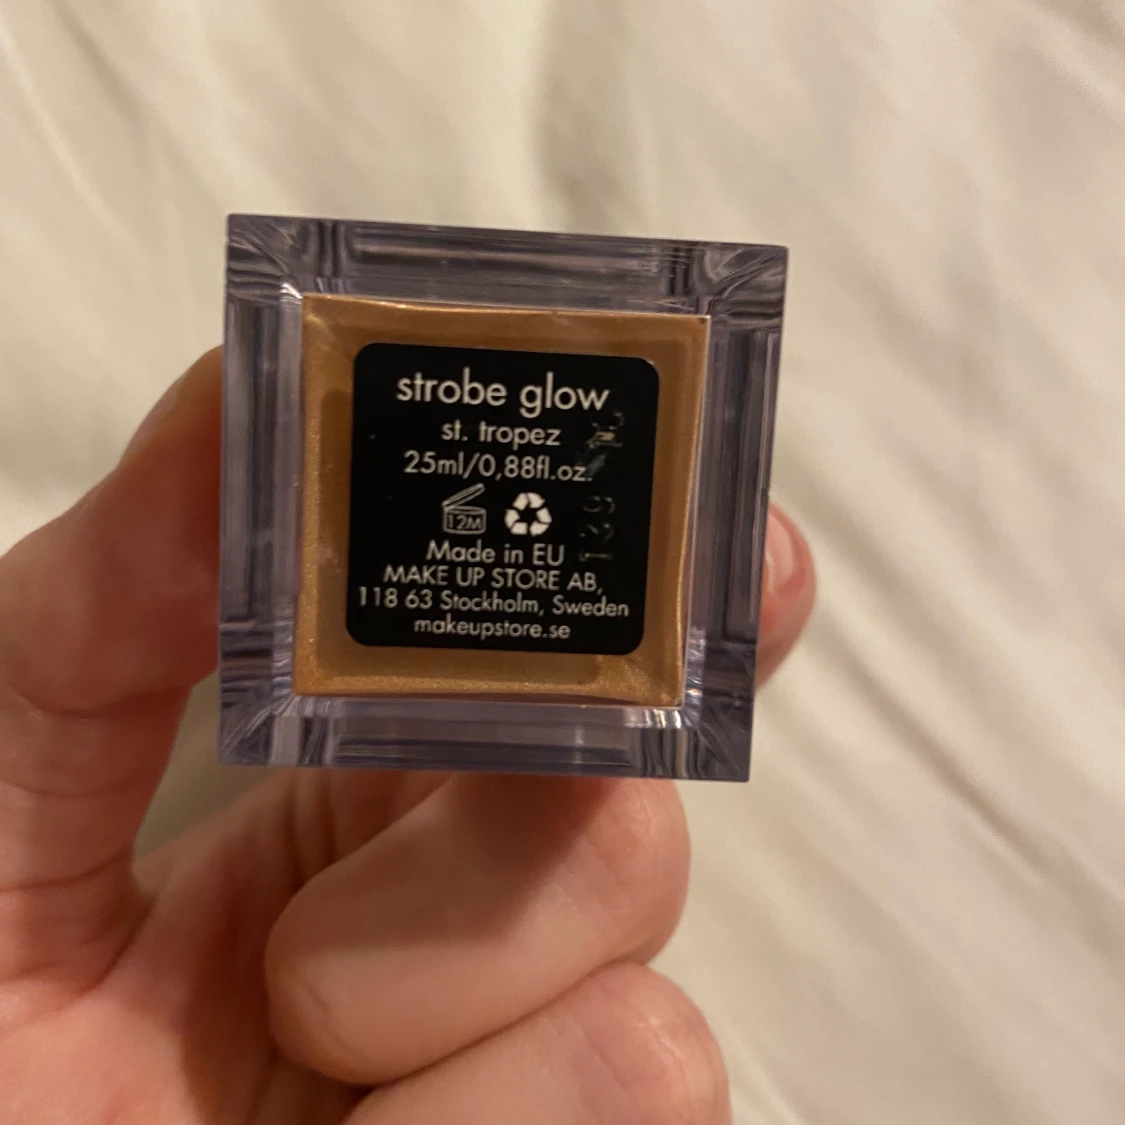 strobe glow
st. tropez
25ml/0,88fl.oz.
12M
Made in EU
MAKE UP STORE AB,
118 63 Stockholm, Sweden
makeupstore.se